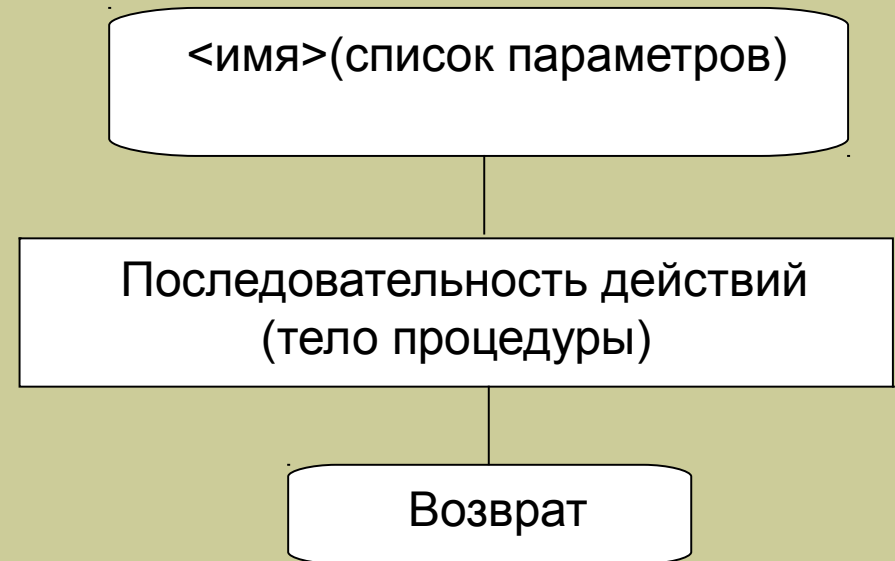 <имя>(список параметров)
Последовательность действий
(тело процедуры)
Возврат